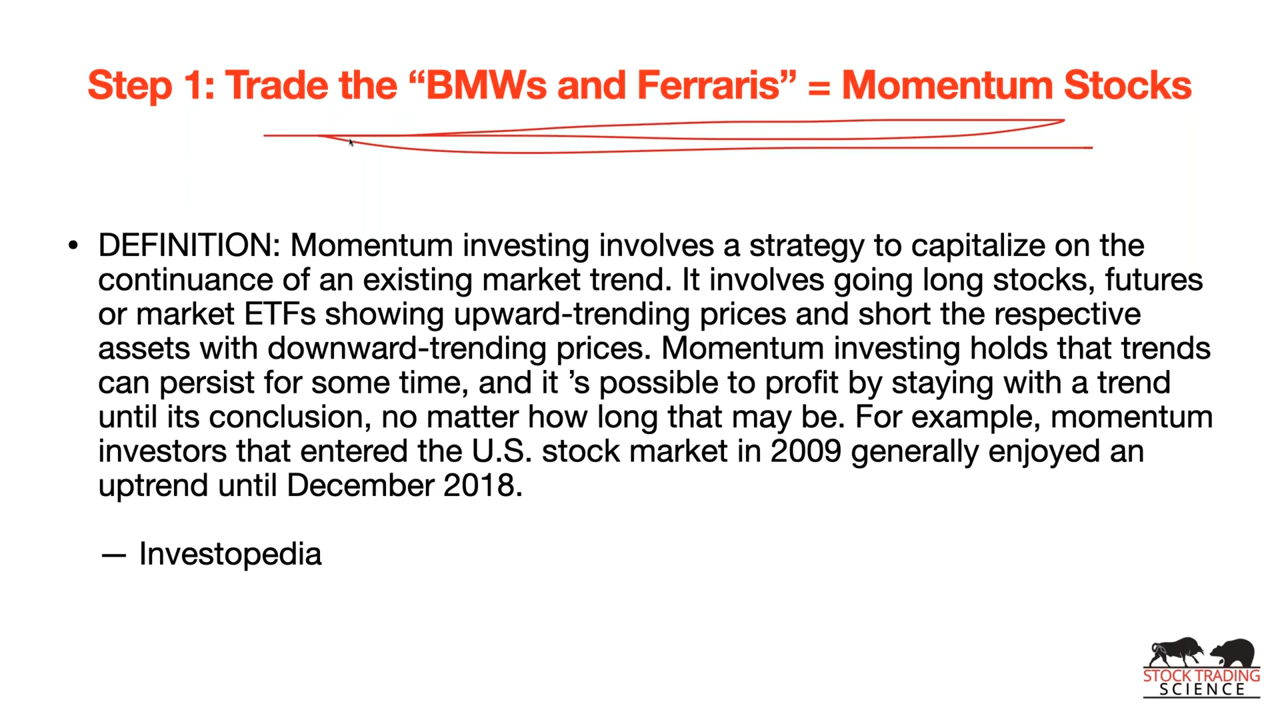 Step 1: Trade the “BMWs and Ferraris” = Momentum Stocks
• DEFINITION: Momentum investing involves a strategy to capitalize on the
continuance of an existing market trend. It involves going long stocks, futures
or market ETFs showing upward-trending prices and short the respective
assets with downward-trending prices. Momentum investing holds that trends
can persist for some time, and it ’s possible to profit by staying with a trend
until its conclusion, no matter how long that may be. For example, momentum
investors that entered the U.S. stock market in 2009 generally enjoyed an
uptrend until December 2018.
— Investopedia
STOCK TRADING
SCIENCE